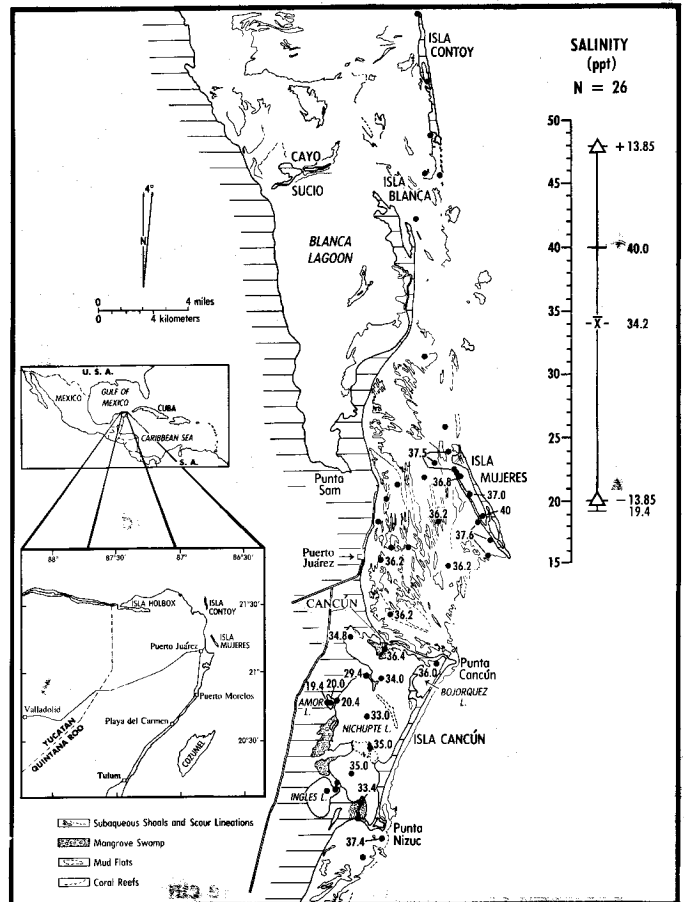 ISLA
CONTOY
SALINITY
(ppt)
N = 26
50
45
40
35
30
25
20
15
+13.85
40.0
X
34.2
−13.85
19.4
CAYO
SUCIO
ISLA
BLANCA
BLANCA
LAGOON
4°
N
0 4 miles
0 4 kilometers
U. S. A.
MEXICO
GULF OF
MEXICO
CUBA
CARIBBEAN SEA
S. A.
Punta
Sam
37.5
ISLA
MUJERES
36.8
37.0
40
36.2
37.6
Puerto
Juárez
36.2
36.2
36.2
CANCÚN
34.8
36.4
36.0
Punta
Cancún
BOJORQUEZ
L.
29.4
34.0
19.4
20.0
20.4
AMOR
L.
33.0
NICHUPTE L.
35.0
ISLA CANCÚN
35.0
33.4
INGLES L.
Punta
Nizuc
37.4
88°
87°30'
87°
86°30'
ISLA HOLBOX
ISLA
CONTOY
21°30'
ISLA
MUJERES
Puerto Juárez
21°
Puerto Morelos
Valladolid
Playa del Carmen
YUCATAN
QUINTANA ROO
COZUMEL
20°30'
Tulum
Subaqueous Shoals and Scour Lineations
Mangrove Swamp
Mud Flats
Coral Reefs